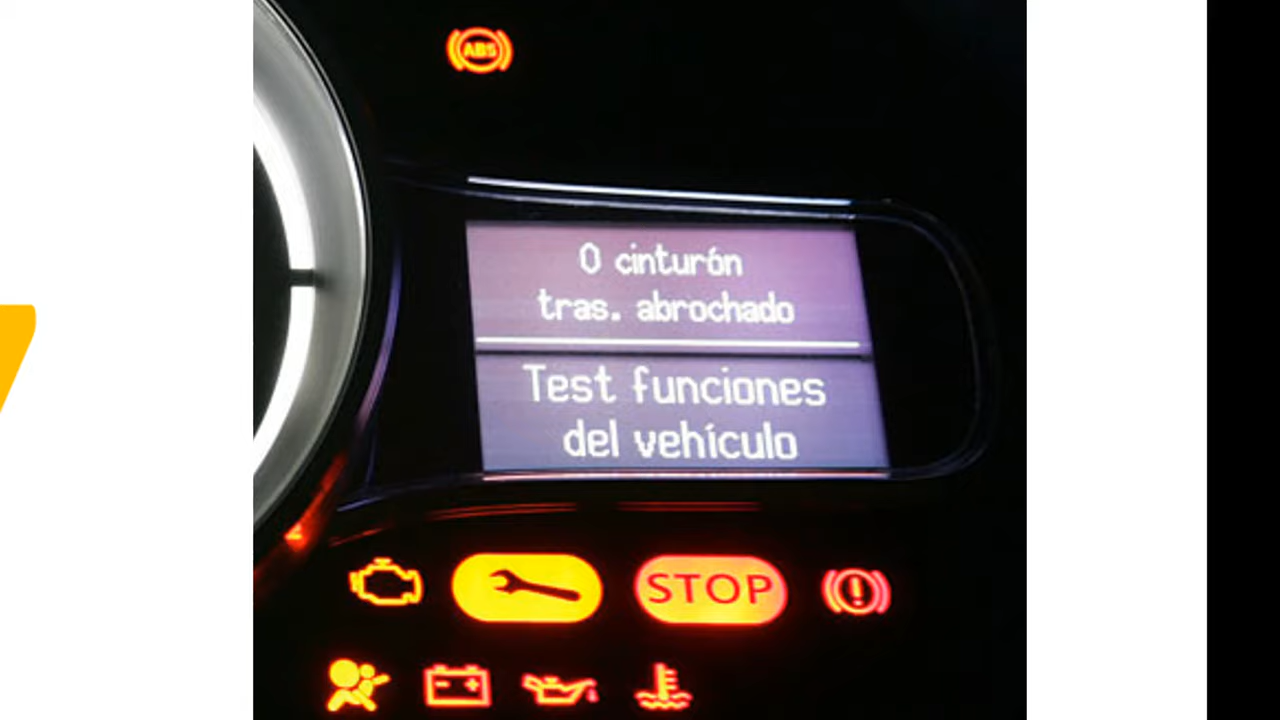 ABS
0 cinturón
tras. abrochado
Test funciones
del vehículo
STOP